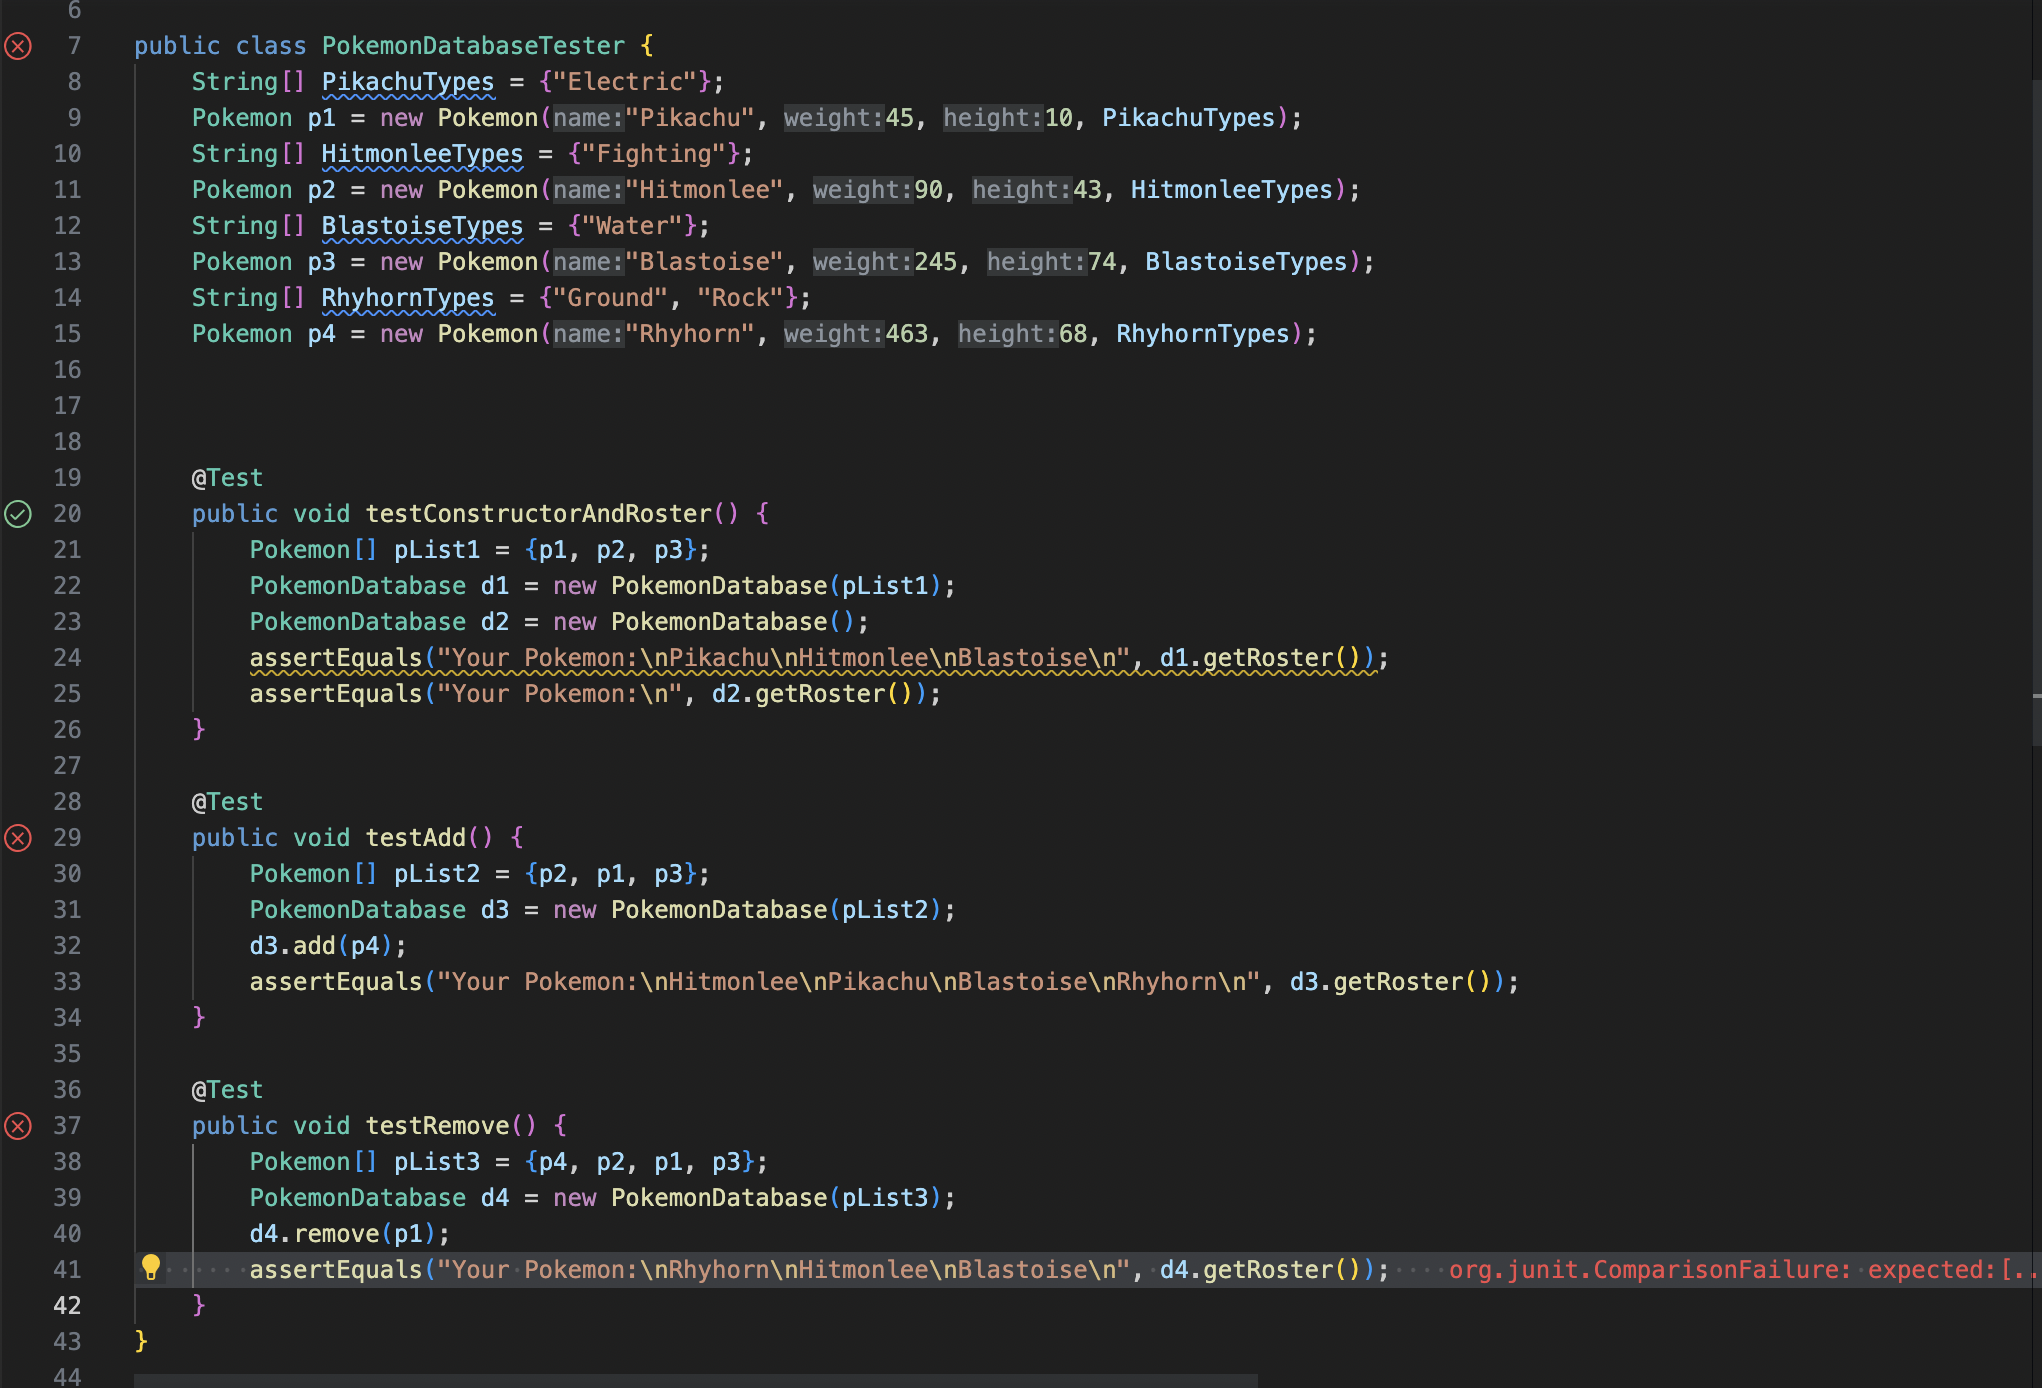 6
7 public class PokemonDatabaseTester {
8 String[] PikachuTypes = {"Electric"};
9 Pokemon p1 = new Pokemon(name:"Pikachu", weight:45, height:10, PikachuTypes);
10 String[] HitmonleeTypes = {"Fighting"};
11 Pokemon p2 = new Pokemon(name:"Hitmonlee", weight:90, height:43, HitmonleeTypes);
12 String[] BlastoiseTypes = {"Water"};
13 Pokemon p3 = new Pokemon(name:"Blastoise", weight:245, height:74, BlastoiseTypes);
14 String[] RhyhornTypes = {"Ground", "Rock"};
15 Pokemon p4 = new Pokemon(name:"Rhyhorn", weight:463, height:68, RhyhornTypes);
16
17
18
19 @Test
20 public void testConstructorAndRoster() {
21 Pokemon[] pList1 = {p1, p2, p3};
22 PokemonDatabase d1 = new PokemonDatabase(pList1);
23 PokemonDatabase d2 = new PokemonDatabase();
24 assertEquals("Your Pokemon:\nPikachu\nHitmonlee\nBlastoise\n", d1.getRoster());
25 assertEquals("Your Pokemon:\n", d2.getRoster());
26 }
27
28 @Test
29 public void testAdd() {
30 Pokemon[] pList2 = {p2, p1, p3};
31 PokemonDatabase d3 = new PokemonDatabase(pList2);
32 d3.add(p4);
33 assertEquals("Your Pokemon:\nHitmonlee\nPikachu\nBlastoise\nRhyhorn\n", d3.getRoster());
34 }
35
36 @Test
37 public void testRemove() {
38 Pokemon[] pList3 = {p4, p2, p1, p3};
39 PokemonDatabase d4 = new PokemonDatabase(pList3);
40 d4.remove(p1);
41 assertEquals("Your Pokemon:\nRhyhorn\nHitmonlee\nBlastoise\n", d4.getRoster()); org.junit.ComparisonFailure: expected:[..
42 }
43 }
44